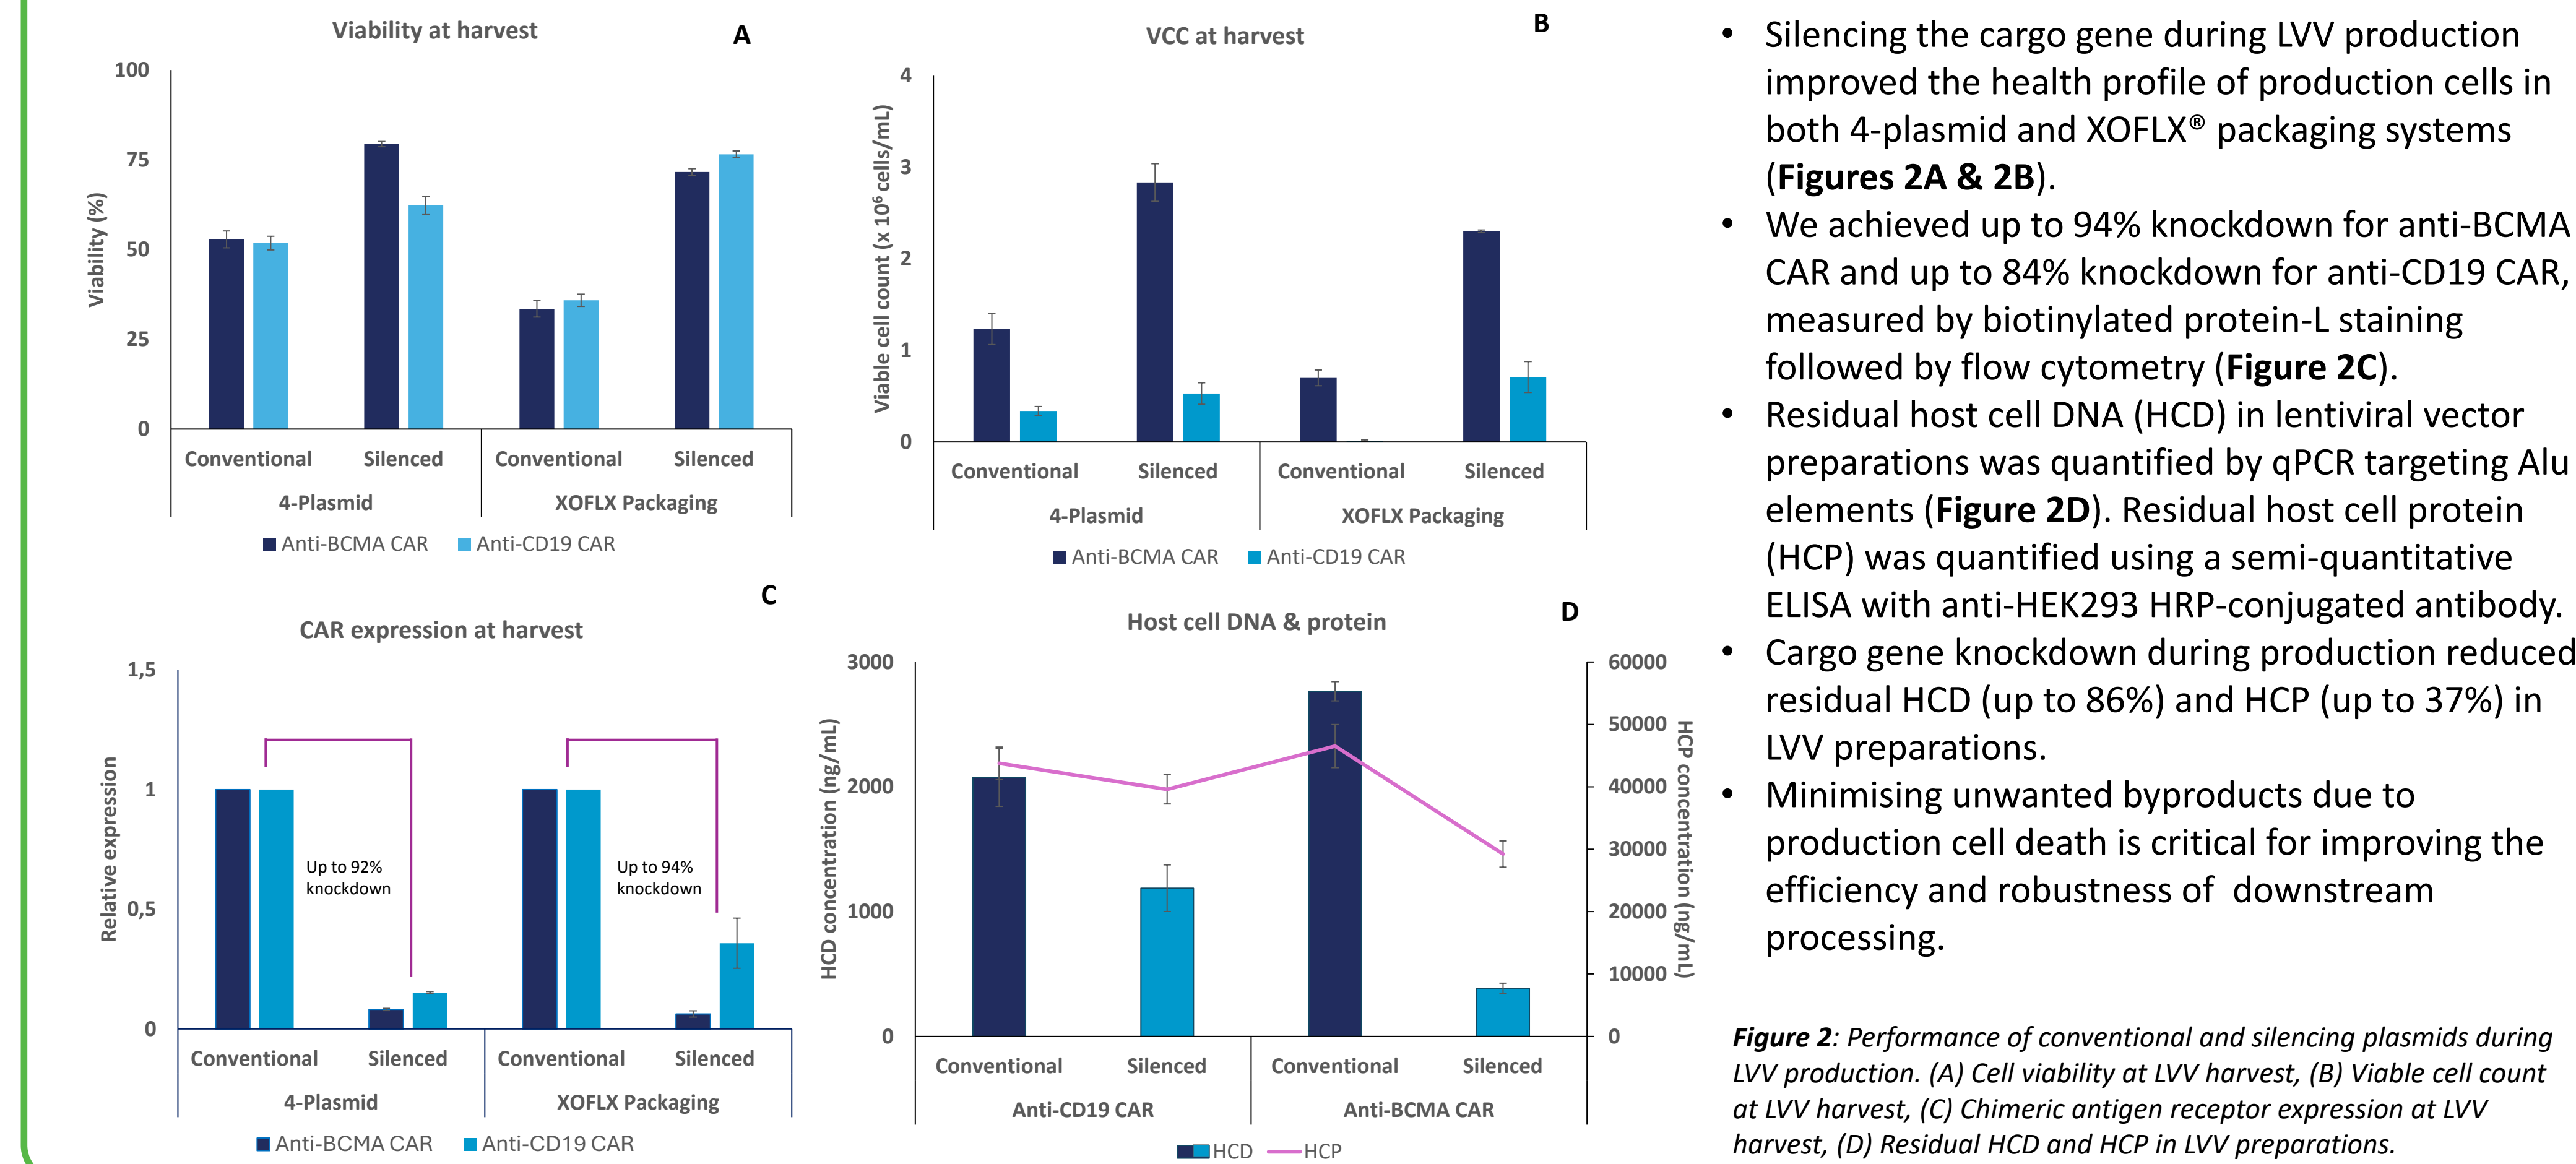 Viability at harvest
A
100
75
50
25
0
Viability (%)
Conventional
Silenced
Conventional
Silenced
4-Plasmid
XOFLX Packaging
Anti-BCMA CAR
Anti-CD19 CAR
VCC at harvest
B
4
3
2
1
0
Viable cell count (x 10⁶ cells/mL)
Conventional
Silenced
Conventional
Silenced
4-Plasmid
XOFLX Packaging
Anti-BCMA CAR
Anti-CD19 CAR
CAR expression at harvest
C
1,5
1
0,5
0
Relative expression
Up to 92%
knockdown
Up to 94%
knockdown
Conventional
Silenced
Conventional
Silenced
4-Plasmid
XOFLX Packaging
Anti-BCMA CAR
Anti-CD19 CAR
Host cell DNA & protein
D
3000
2000
1000
0
HCD concentration (ng/mL)
60000
50000
40000
30000
20000
10000
0
HCP concentration (ng/mL)
Conventional
Silenced
Conventional
Silenced
Anti-CD19 CAR
Anti-BCMA CAR
HCD
HCP
• Silencing the cargo gene during LVV production
improved the health profile of production cells in
both 4-plasmid and XOFLX® packaging systems
(Figures 2A & 2B).
• We achieved up to 94% knockdown for anti-BCMA
CAR and up to 84% knockdown for anti-CD19 CAR,
measured by biotinylated protein-L staining
followed by flow cytometry (Figure 2C).
• Residual host cell DNA (HCD) in lentiviral vector
preparations was quantified by qPCR targeting Alu
elements (Figure 2D). Residual host cell protein
(HCP) was quantified using a semi-quantitative
ELISA with anti-HEK293 HRP-conjugated antibody.
• Cargo gene knockdown during production reduced
residual HCD (up to 86%) and HCP (up to 37%) in
LVV preparations.
• Minimising unwanted byproducts due to
production cell death is critical for improving the
efficiency and robustness of downstream
processing.
Figure 2: Performance of conventional and silencing plasmids during
LVV production. (A) Cell viability at LVV harvest, (B) Viable cell count
at LVV harvest, (C) Chimeric antigen receptor expression at LVV
harvest, (D) Residual HCD and HCP in LVV preparations.